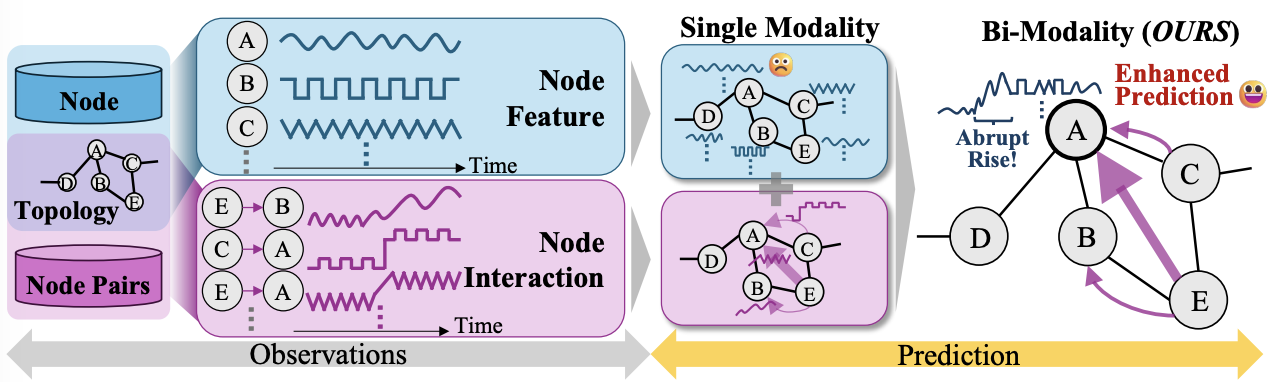 Node
A
B
C
D
E
Topology
Node Pairs
A
B
C
Node
Feature
Time
E
B
C
A
E
A
Node
Interaction
Time
Observations
Single Modality
A
C
D
B
E
A
C
D
B
E
Prediction
Bi-Modality (OURS)
Enhanced
Prediction
Abrupt
Rise!
A
C
D
B
E